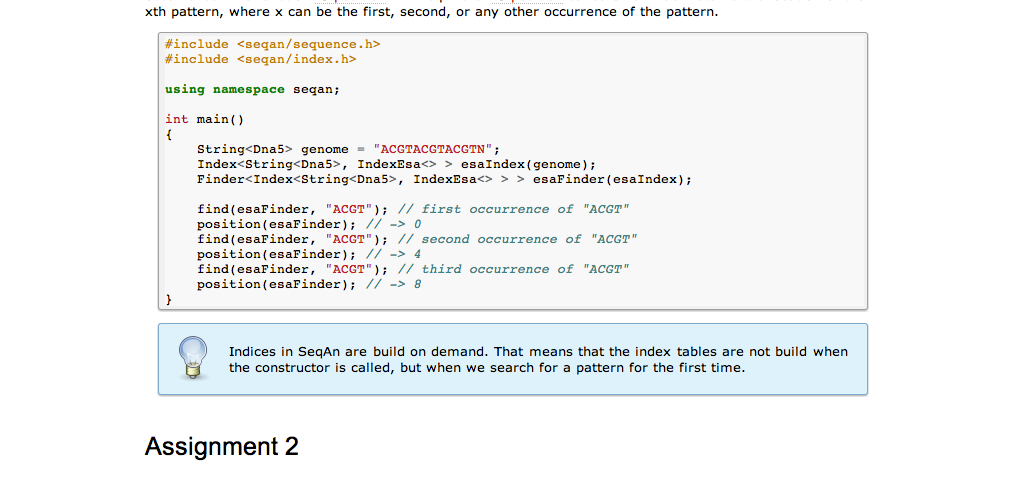 xth pattern, where x can be the first, second, or any other occurrence of the pattern.
#include <seqan/sequence.h>
#include <seqan/index.h>
using namespace seqan;
int main()
{
    String<Dna5> genome = "ACGTACGTACGTN";
    Index<String<Dna5>, IndexEsa<> > esaIndex(genome);
    Finder<Index<String<Dna5>, IndexEsa<> > > esaFinder(esaIndex);
    find(esaFinder, "ACGT"); // first occurrence of "ACGT"
    position(esaFinder); // -> 0
    find(esaFinder, "ACGT"); // second occurrence of "ACGT"
    position(esaFinder); // -> 4
    find(esaFinder, "ACGT"); // third occurrence of "ACGT"
    position(esaFinder); // -> 8
}
Indices in SeqAn are build on demand. That means that the index tables are not build when
the constructor is called, but when we search for a pattern for the first time.
Assignment 2